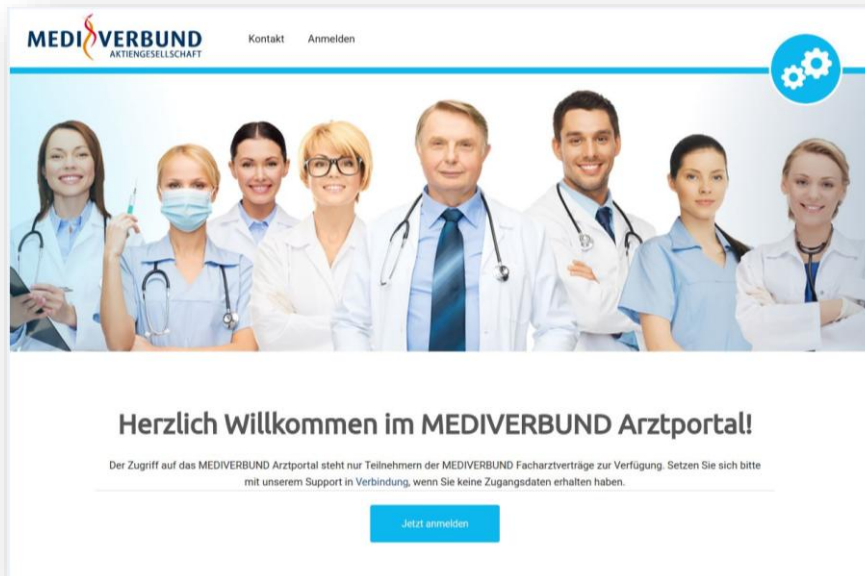 MEDIVERBUND
AKTIENGESELLSCHAFT
Kontakt Anmelden
Herzlich Willkommen im MEDIVERBUND Arztportal!
Der Zugriff auf das MEDIVERBUND Arztportal steht nur Teilnehmern der MEDIVERBUND Facharztverträge zur Verfügung. Setzen Sie sich bitte
mit unserem Support in Verbindung, wenn Sie keine Zugangsdaten erhalten haben.
Jetzt anmelden